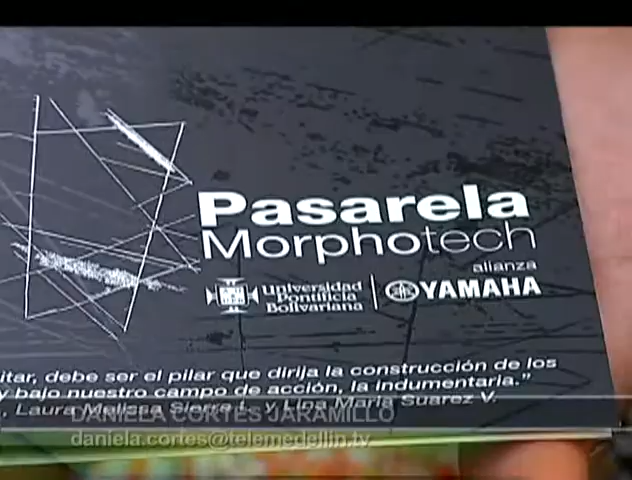 Pasarela
Morphotech
alianza
Universidad
Pontificia
Bolivariana
YAMAHA
itar, debe ser el pilar que dirija la construcción de los
y bajo nuestro campo de acción, la indumentaria."
, Laura Melissa Sierra L. y Lina María Suarez V.
DANIELA CORTES JARAMILLO
daniela.cortes@telemedellin.tv